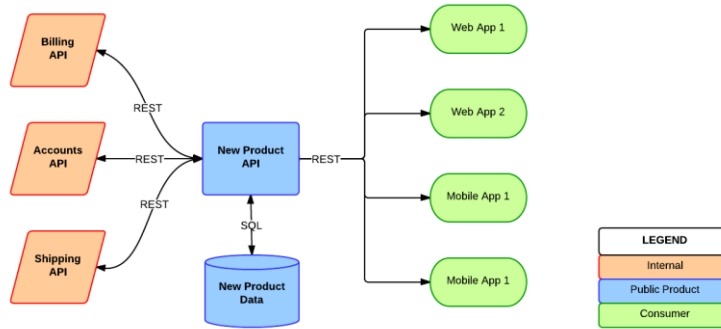 Billing
API
Accounts
API
Shipping
API
REST
REST
REST
New Product
API
SQL
New Product
Data
REST
Web App 1
Web App 2
Mobile App 1
Mobile App 1
LEGEND
Internal
Public Product
Consumer